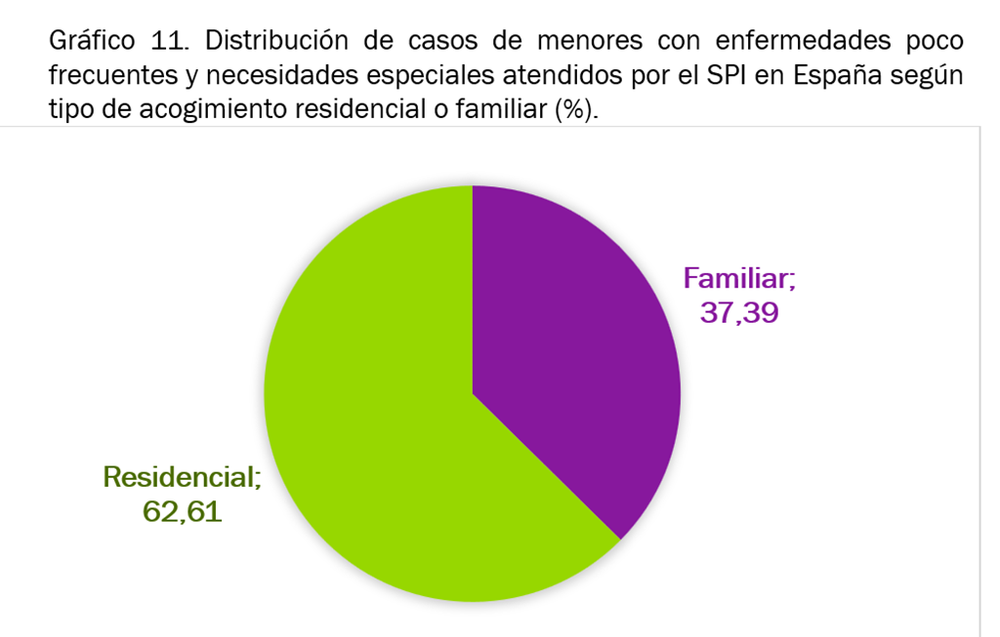 Gráfico 11. Distribución de casos de menores con enfermedades poco
frecuentes y necesidades especiales atendidos por el SPI en España según
tipo de acogimiento residencial o familiar (%).
Familiar;
37,39
Residencial;
62,61